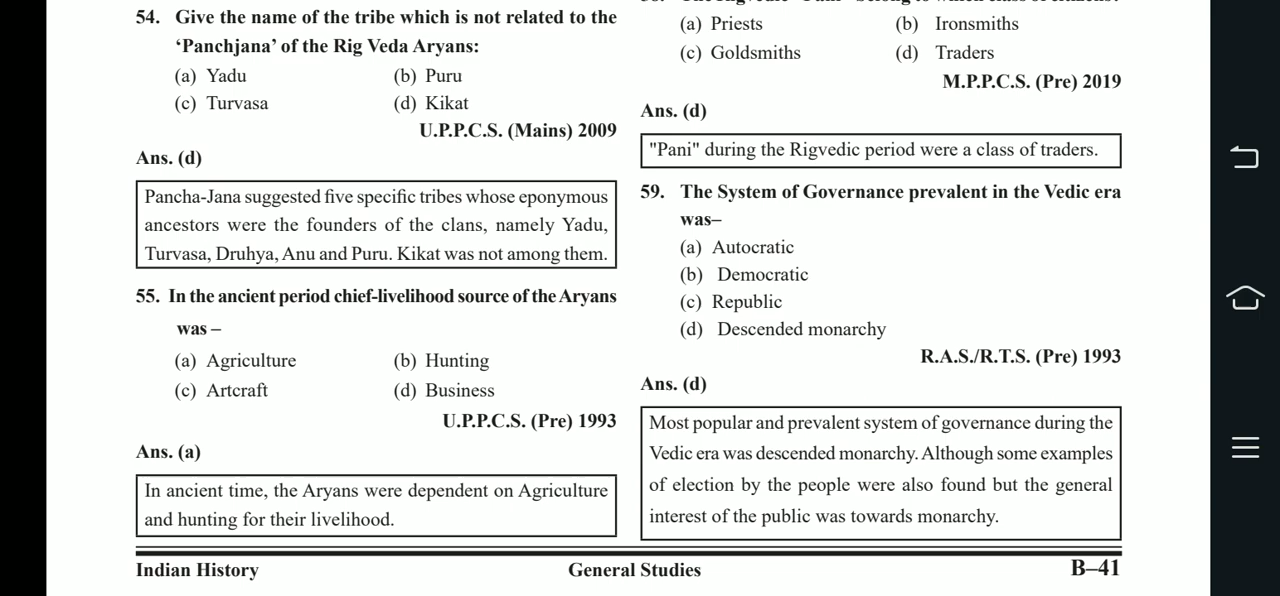 54. Give the name of the tribe which is not related to the
‘Panchjana’ of the Rig Veda Aryans:
(a) Yadu (b) Puru
(c) Turvasa (d) Kikat
U.P.P.C.S. (Mains) 2009
Ans. (d)
Pancha-Jana suggested five specific tribes whose eponymous
ancestors were the founders of the clans, namely Yadu,
Turvasa, Druhya, Anu and Puru. Kikat was not among them.
55. In the ancient period chief-livelihood source of the Aryans
was –
(a) Agriculture (b) Hunting
(c) Artcraft (d) Business
U.P.P.C.S. (Pre) 1993
Ans. (a)
In ancient time, the Aryans were dependent on Agriculture
and hunting for their livelihood.
(a) Priests (b) Ironsmiths
(c) Goldsmiths (d) Traders
M.P.P.C.S. (Pre) 2019
Ans. (d)
"Pani" during the Rigvedic period were a class of traders.
59. The System of Governance prevalent in the Vedic era
was–
(a) Autocratic
(b) Democratic
(c) Republic
(d) Descended monarchy
R.A.S./R.T.S. (Pre) 1993
Ans. (d)
Most popular and prevalent system of governance during the
Vedic era was descended monarchy. Although some examples
of election by the people were also found but the general
interest of the public was towards monarchy.
Indian History General Studies B–41